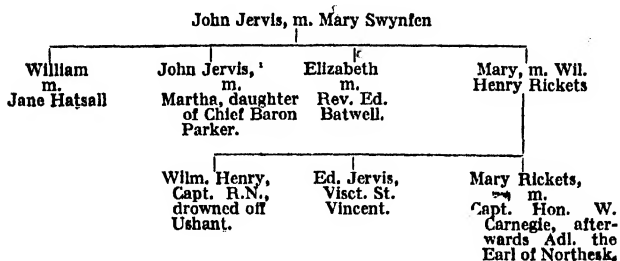 John Jervis, m. Mary Swynfen
William
m.
Jane Hatsall
John Jervis,
m.
Martha, daughter
of Chief Baron
Parker.
Elizabeth
m.
Rev. Ed.
Batwell.
Mary, m. Wil.
Henry Rickets
Wilm. Henry,
Capt. R.N.,
drowned off
Ushant.
Ed. Jervis,
Visct. St.
Vincent.
Mary Rickets,
m.
Capt. Hon. W.
Carnegie, after-
wards Adl. the
Earl of Northesk.